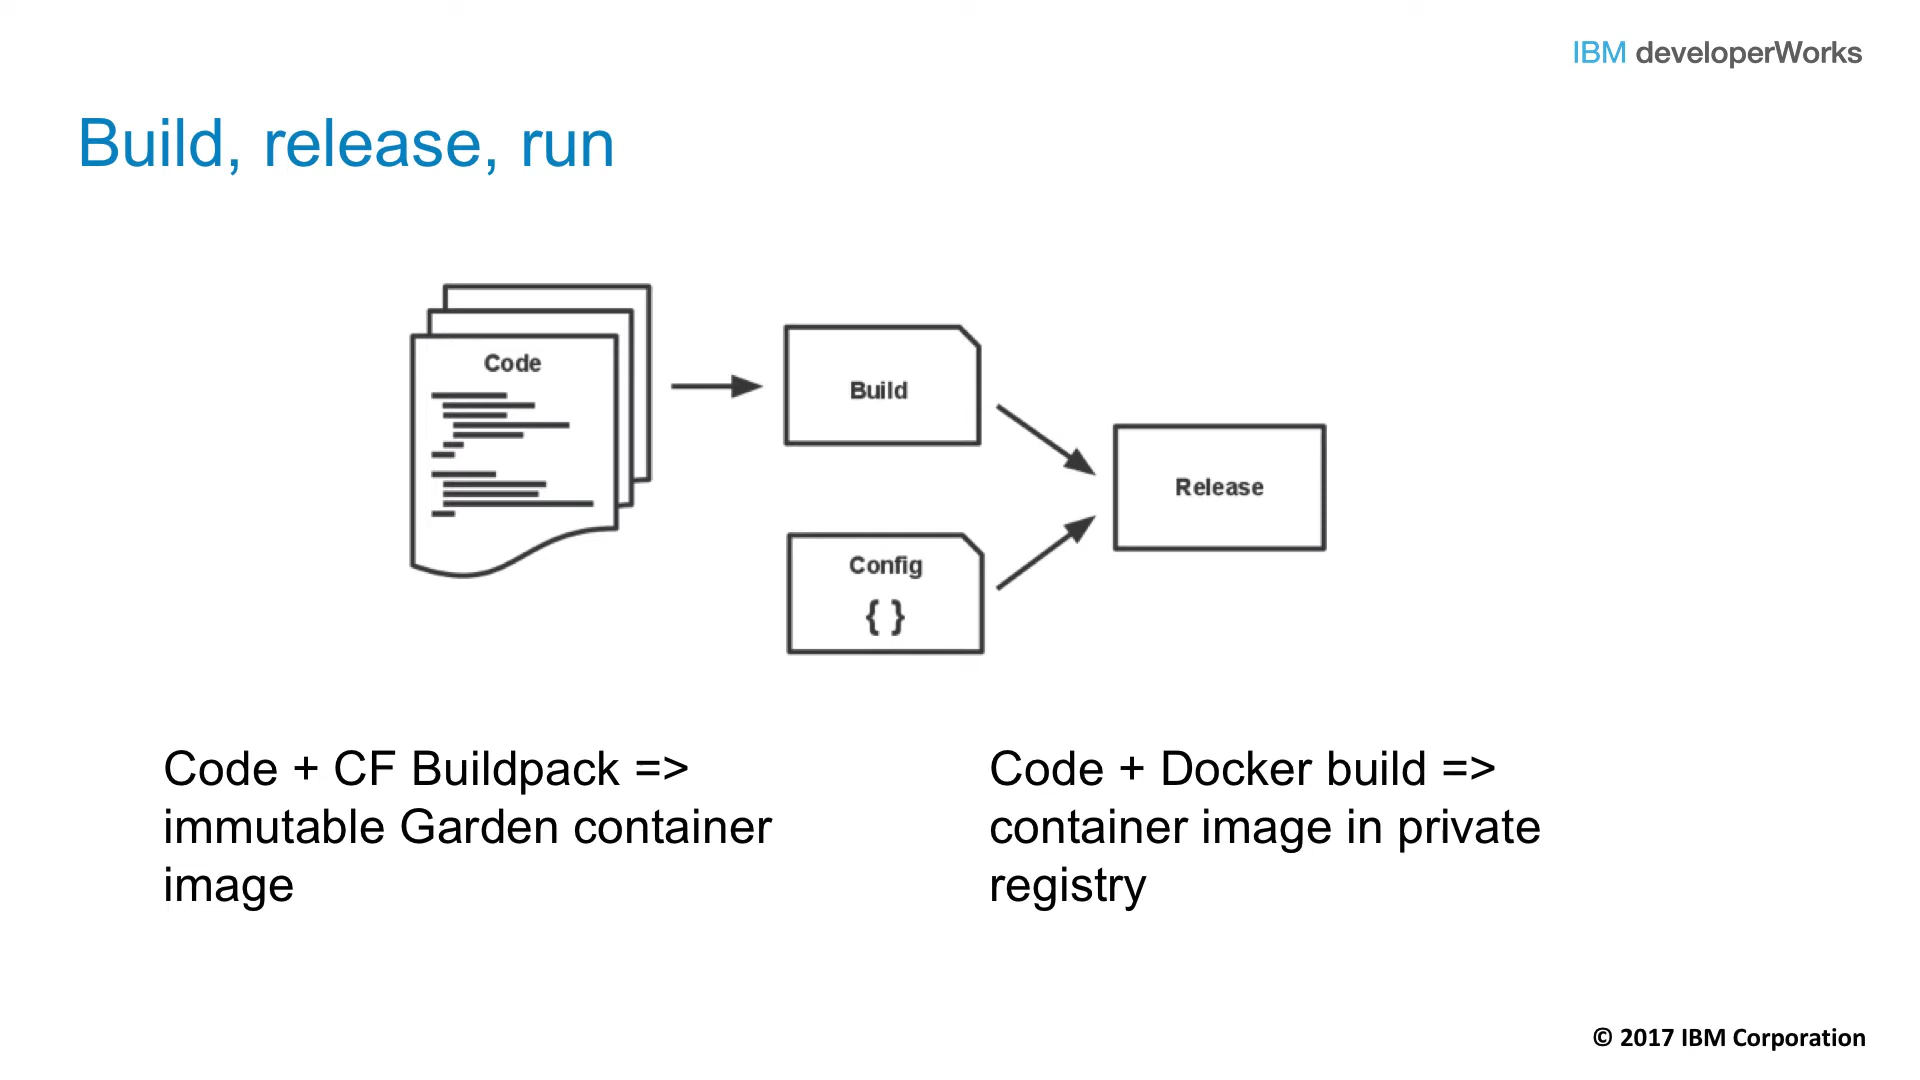 IBM developerWorks
Build, release, run
Code
Build
Release
Config
{ }
Code + CF Buildpack =>
immutable Garden container
image
Code + Docker build =>
container image in private
registry
© 2017 IBM Corporation